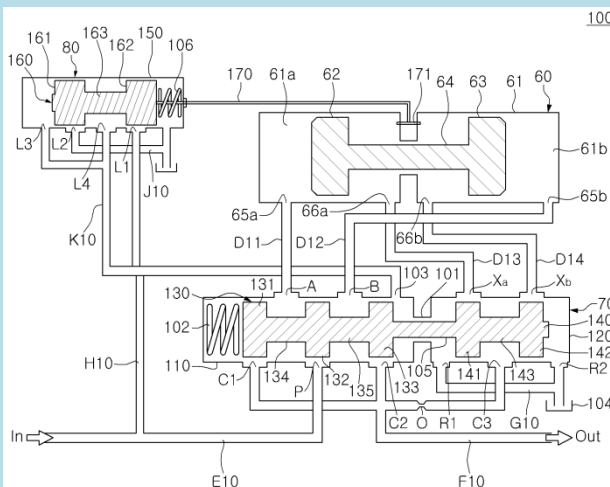 100
161
163
162
150
80
106
160
170
61a
62
171
64
63
61
60
L3
L2
L4
L1
J10
61b
65a
66a
66b
65b
K10
D11
D12
D13
D14
130
131
A
B
103
101
Xa
Xb
70
102
140
120
142
H10
110
134
132
135
133
105
141
143
R2
C1
P
C2
O
R1
C3
G10
104
In
Out
E10
F10